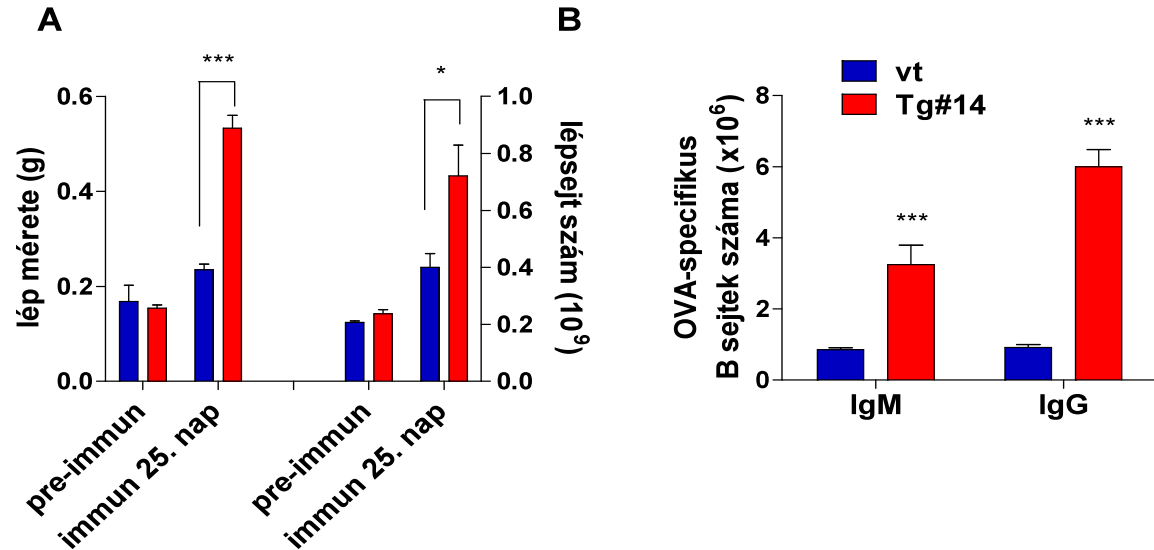 A
B
***
*
0.6
0.4
0.2
0.0
lép mérete (g)
1.0
0.8
0.6
0.4
0.2
0.0
lépsejt szám (10⁹)
pre-immun
immun 25. nap
pre-immun
immun 25. nap
vt
Tg#14
8
6
4
2
0
OVA-specifikus
B sejtek száma (x10⁶)
***
***
IgM
IgG